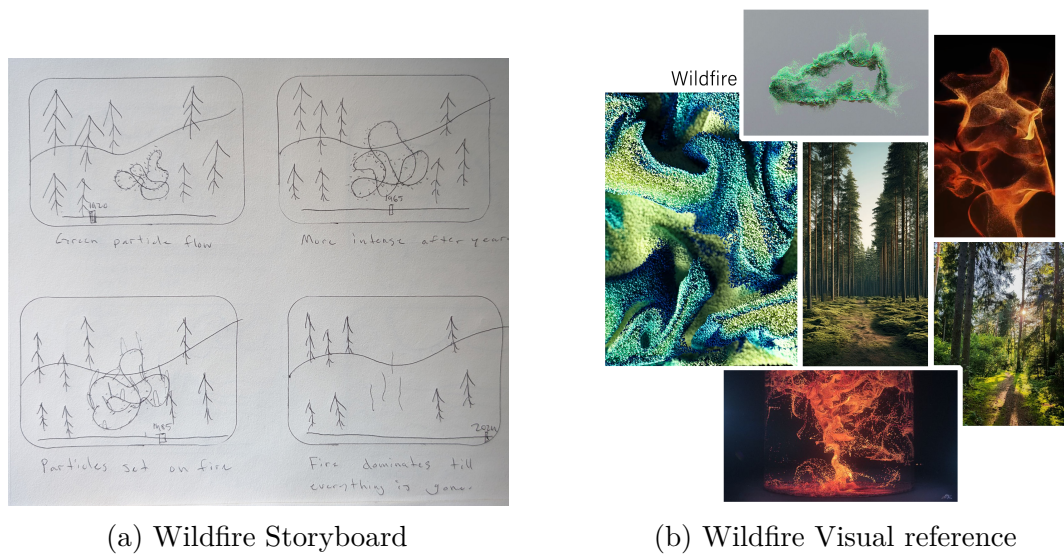 1920
Green particle flow
1965
More intense after years
1985
Particles set on fire
2024
Fire dominates till
everything is gone.
Wildfire
(a) Wildfire Storyboard
(b) Wildfire Visual reference